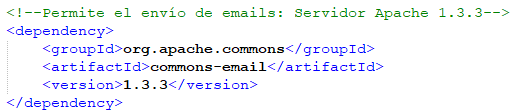 <!--Permite el envío de emails: Servidor Apache 1.3.3-->
<dependency>
<groupId>org.apache.commons</groupId>
<artifactId>commons-email</artifactId>
<version>1.3.3</version>
</dependency>